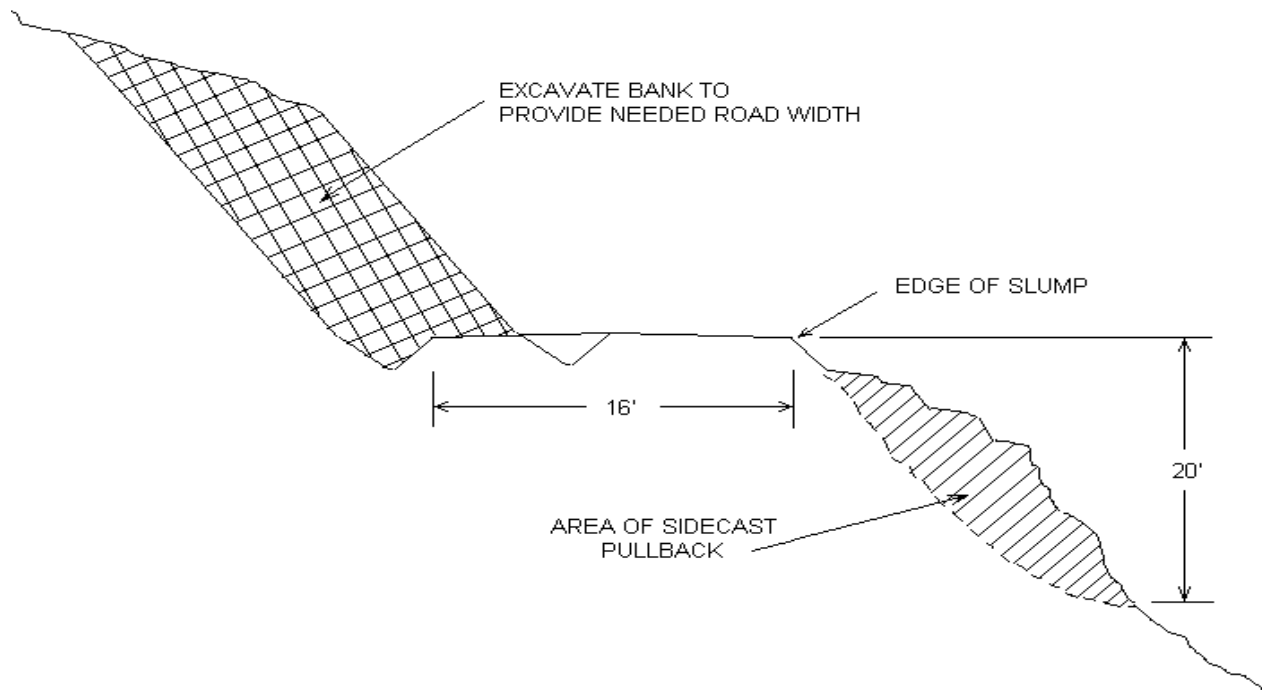 EXCAVATE BANK TO
PROVIDE NEEDED ROAD WIDTH
EDGE OF SLUMP
16'
20'
AREA OF SIDECAST
PULLBACK